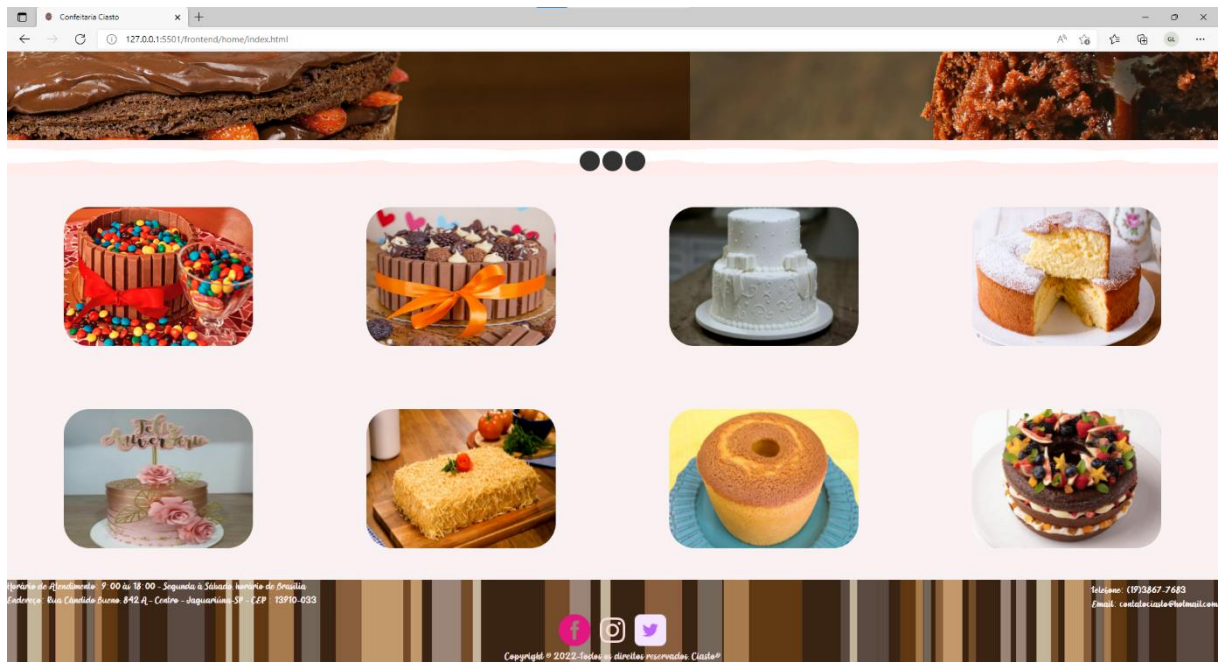 Confeitaria Ciasto
127.0.0.1:5501/frontend/home/index.html
GL
Feliz
Aniversário
Horário de Atendimento: 9:00 às 18:00 - Segunda à Sábado horário de Brasília
Endereço: Rua Cândido Bueno, 842 A - Centro - Jaguariúna-SP - CEP: 13910-033
Telefone: (19)3867-7683
Email: contatociasto@hotmail.com
Copyright © 2022-Todos os direitos reservados. Ciasto®